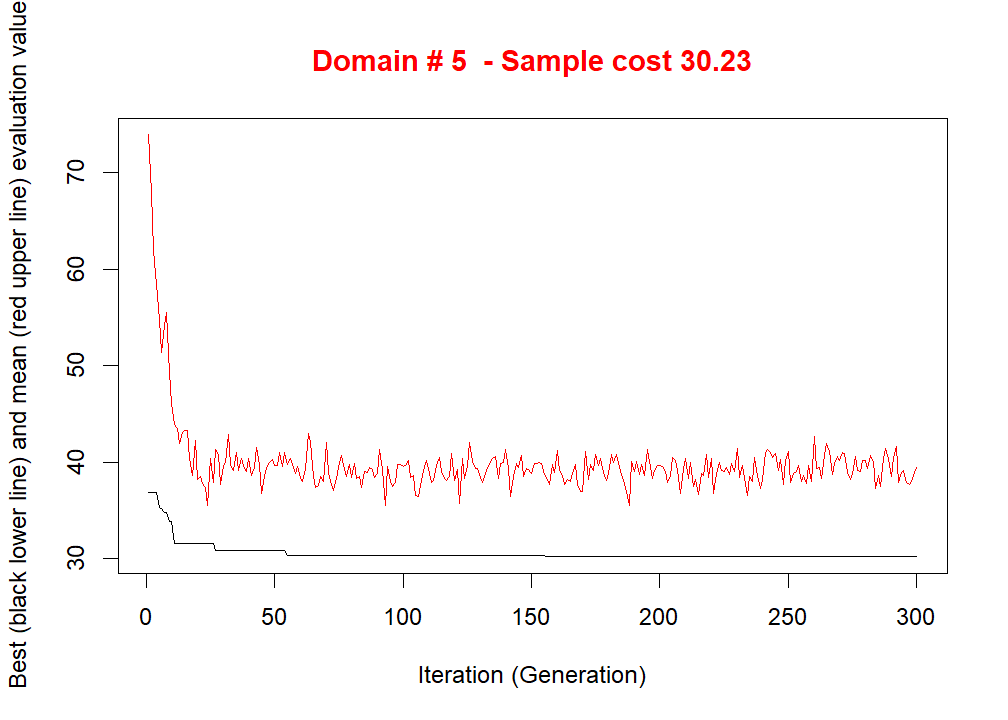 Domain # 5  - Sample cost 30.23
Best (black lower line) and mean (red upper line) evaluation value
70
60
50
40
30
0 50 100 150 200 250 300
Iteration (Generation)